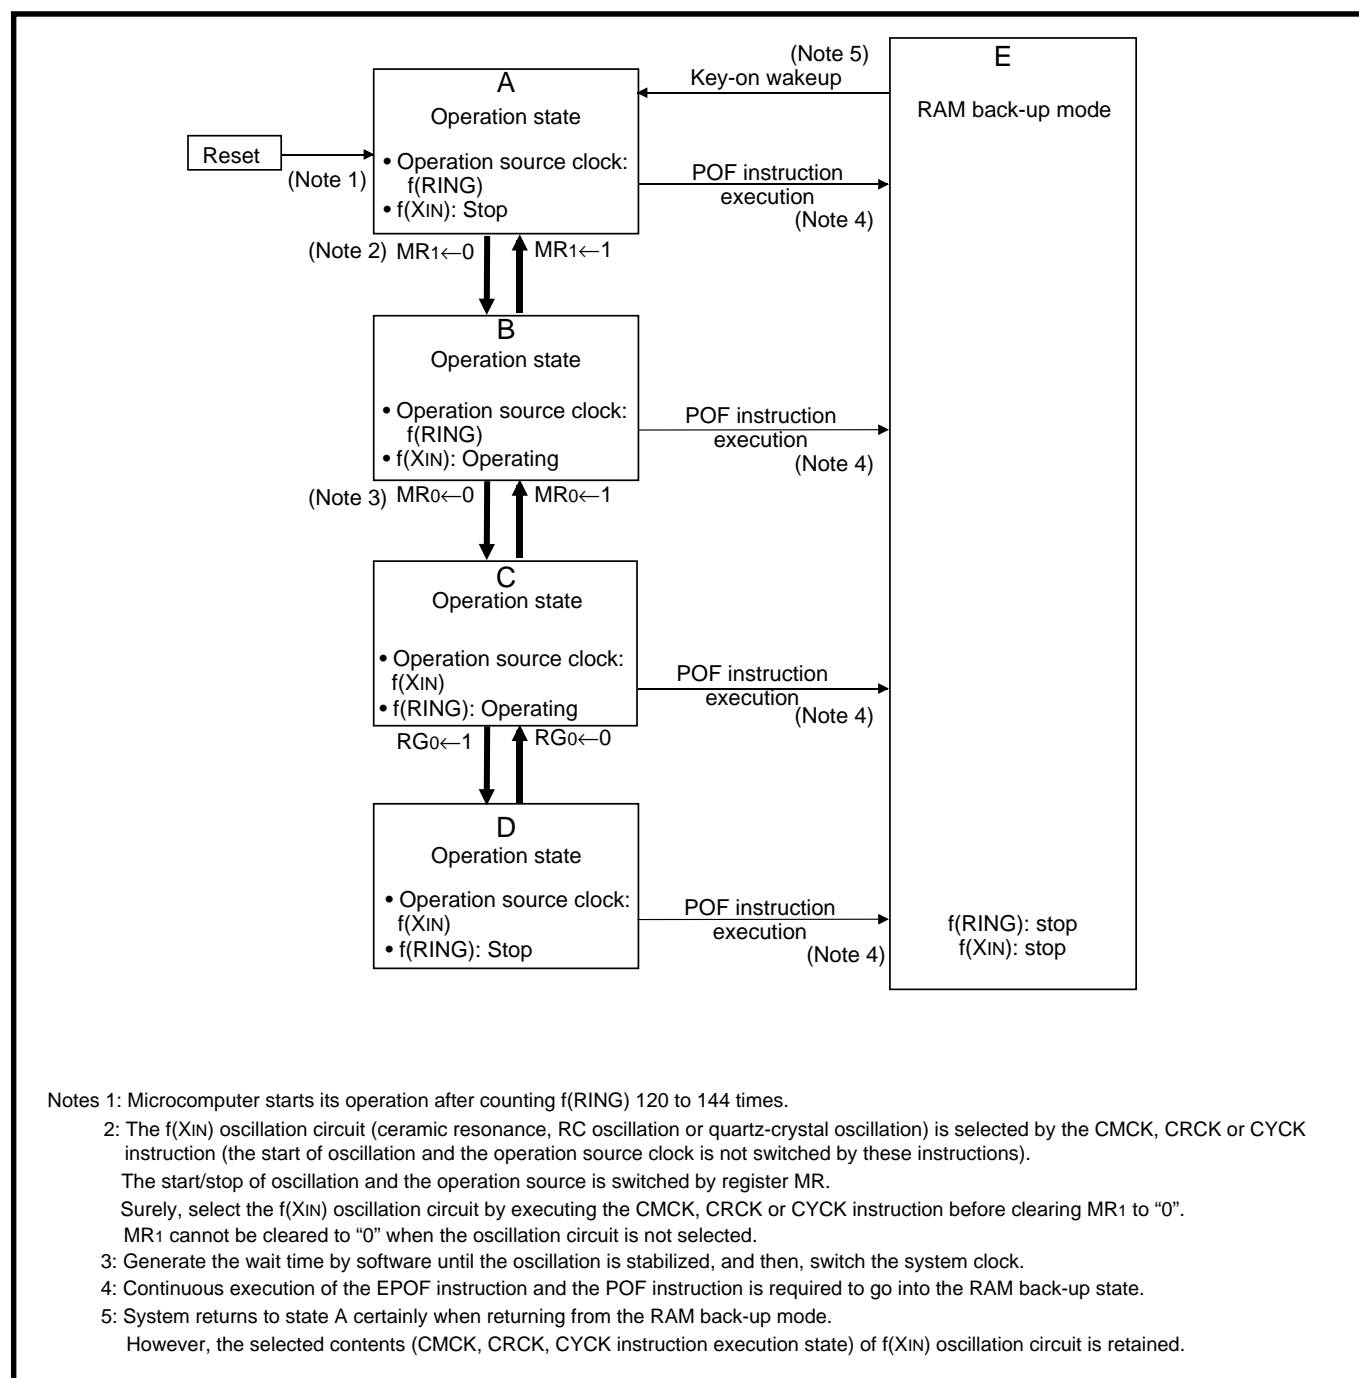 (Note 5)
Key-on wakeup
E
RAM back-up mode
A
Operation state
Reset
(Note 1)
• Operation source clock:
f(RING)
• f(XIN): Stop
POF instruction
execution
(Note 4)
(Note 2) MR1←0
MR1←1
B
Operation state
• Operation source clock:
f(RING)
• f(XIN): Operating
POF instruction
execution
(Note 4)
(Note 3) MR0←0
MR0←1
C
Operation state
• Operation source clock:
f(XIN)
• f(RING): Operating
POF instruction
execution
(Note 4)
RG0←1
RG0←0
D
Operation state
• Operation source clock:
f(XIN)
• f(RING): Stop
POF instruction
execution
(Note 4)
f(RING): stop
f(XIN): stop
Notes 1: Microcomputer starts its operation after counting f(RING) 120 to 144 times.
2: The f(XIN) oscillation circuit (ceramic resonance, RC oscillation or quartz-crystal oscillation) is selected by the CMCK, CRCK or CYCK
instruction (the start of oscillation and the operation source clock is not switched by these instructions).
The start/stop of oscillation and the operation source is switched by register MR.
Surely, select the f(XIN) oscillation circuit by executing the CMCK, CRCK or CYCK instruction before clearing MR1 to “0”.
MR1 cannot be cleared to “0” when the oscillation circuit is not selected.
3: Generate the wait time by software until the oscillation is stabilized, and then, switch the system clock.
4: Continuous execution of the EPOF instruction and the POF instruction is required to go into the RAM back-up state.
5: System returns to state A certainly when returning from the RAM back-up mode.
However, the selected contents (CMCK, CRCK, CYCK instruction execution state) of f(XIN) oscillation circuit is retained.